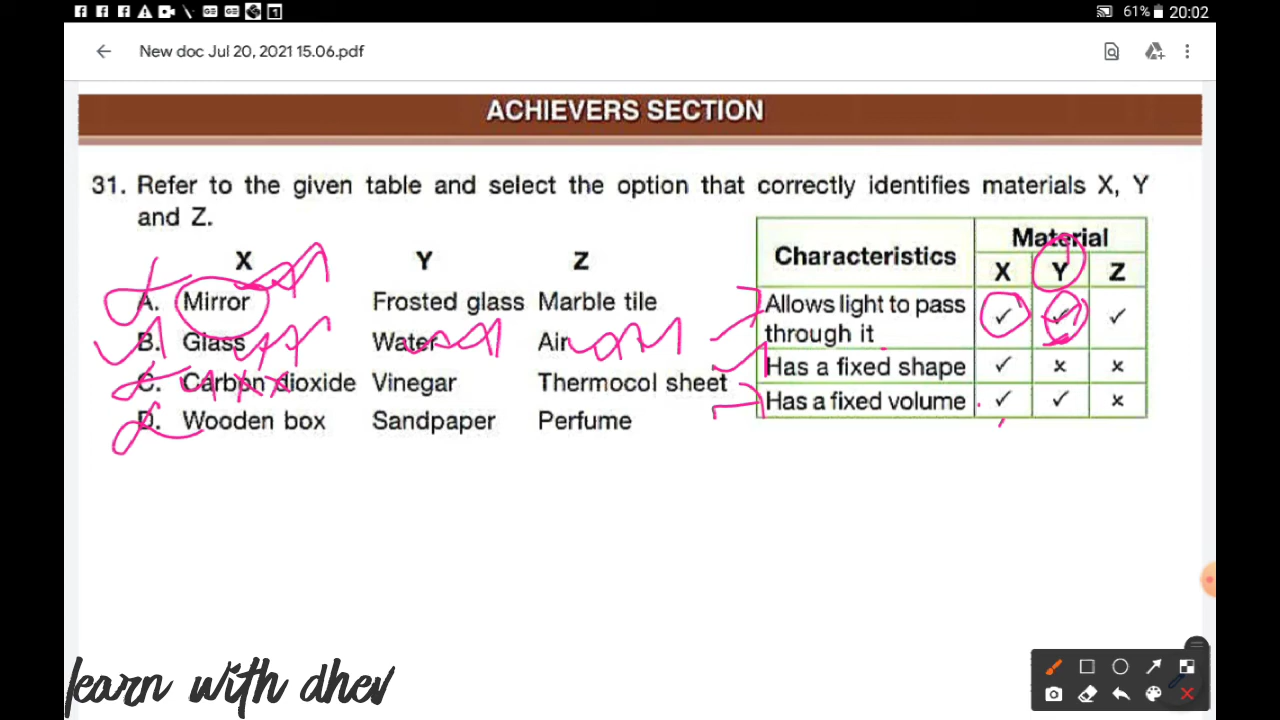 61% 20:02
New doc Jul 20, 2021 15.06.pdf
ACHIEVERS SECTION
31. Refer to the given table and select the option that correctly identifies materials X, Y
and Z.
X Y Z
A. Mirror Frosted glass Marble tile
B. Glass Water Air
C. Carbon dioxide Vinegar Thermocol sheet
D. Wooden box Sandpaper Perfume
Characteristics Material
X Y Z
Allows light to pass
through it ✓ ✓ ✓
Has a fixed shape ✓ × ×
Has a fixed volume ✓ ✓ ×
learn with dhev